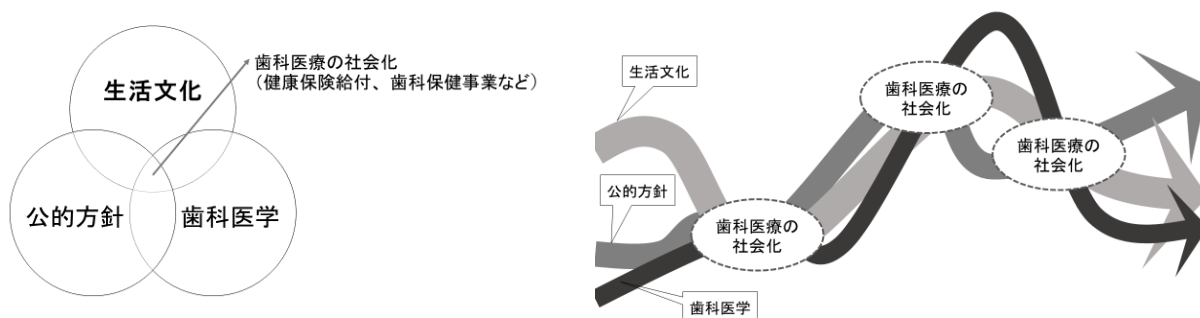 生活文化
歯科医療の社会化
（健康保険給付、歯科保健事業など）
公的方針
歯科医学
生活文化
公的方針
歯科医学
歯科医療の
社会化
歯科医療の
社会化
歯科医療の
社会化